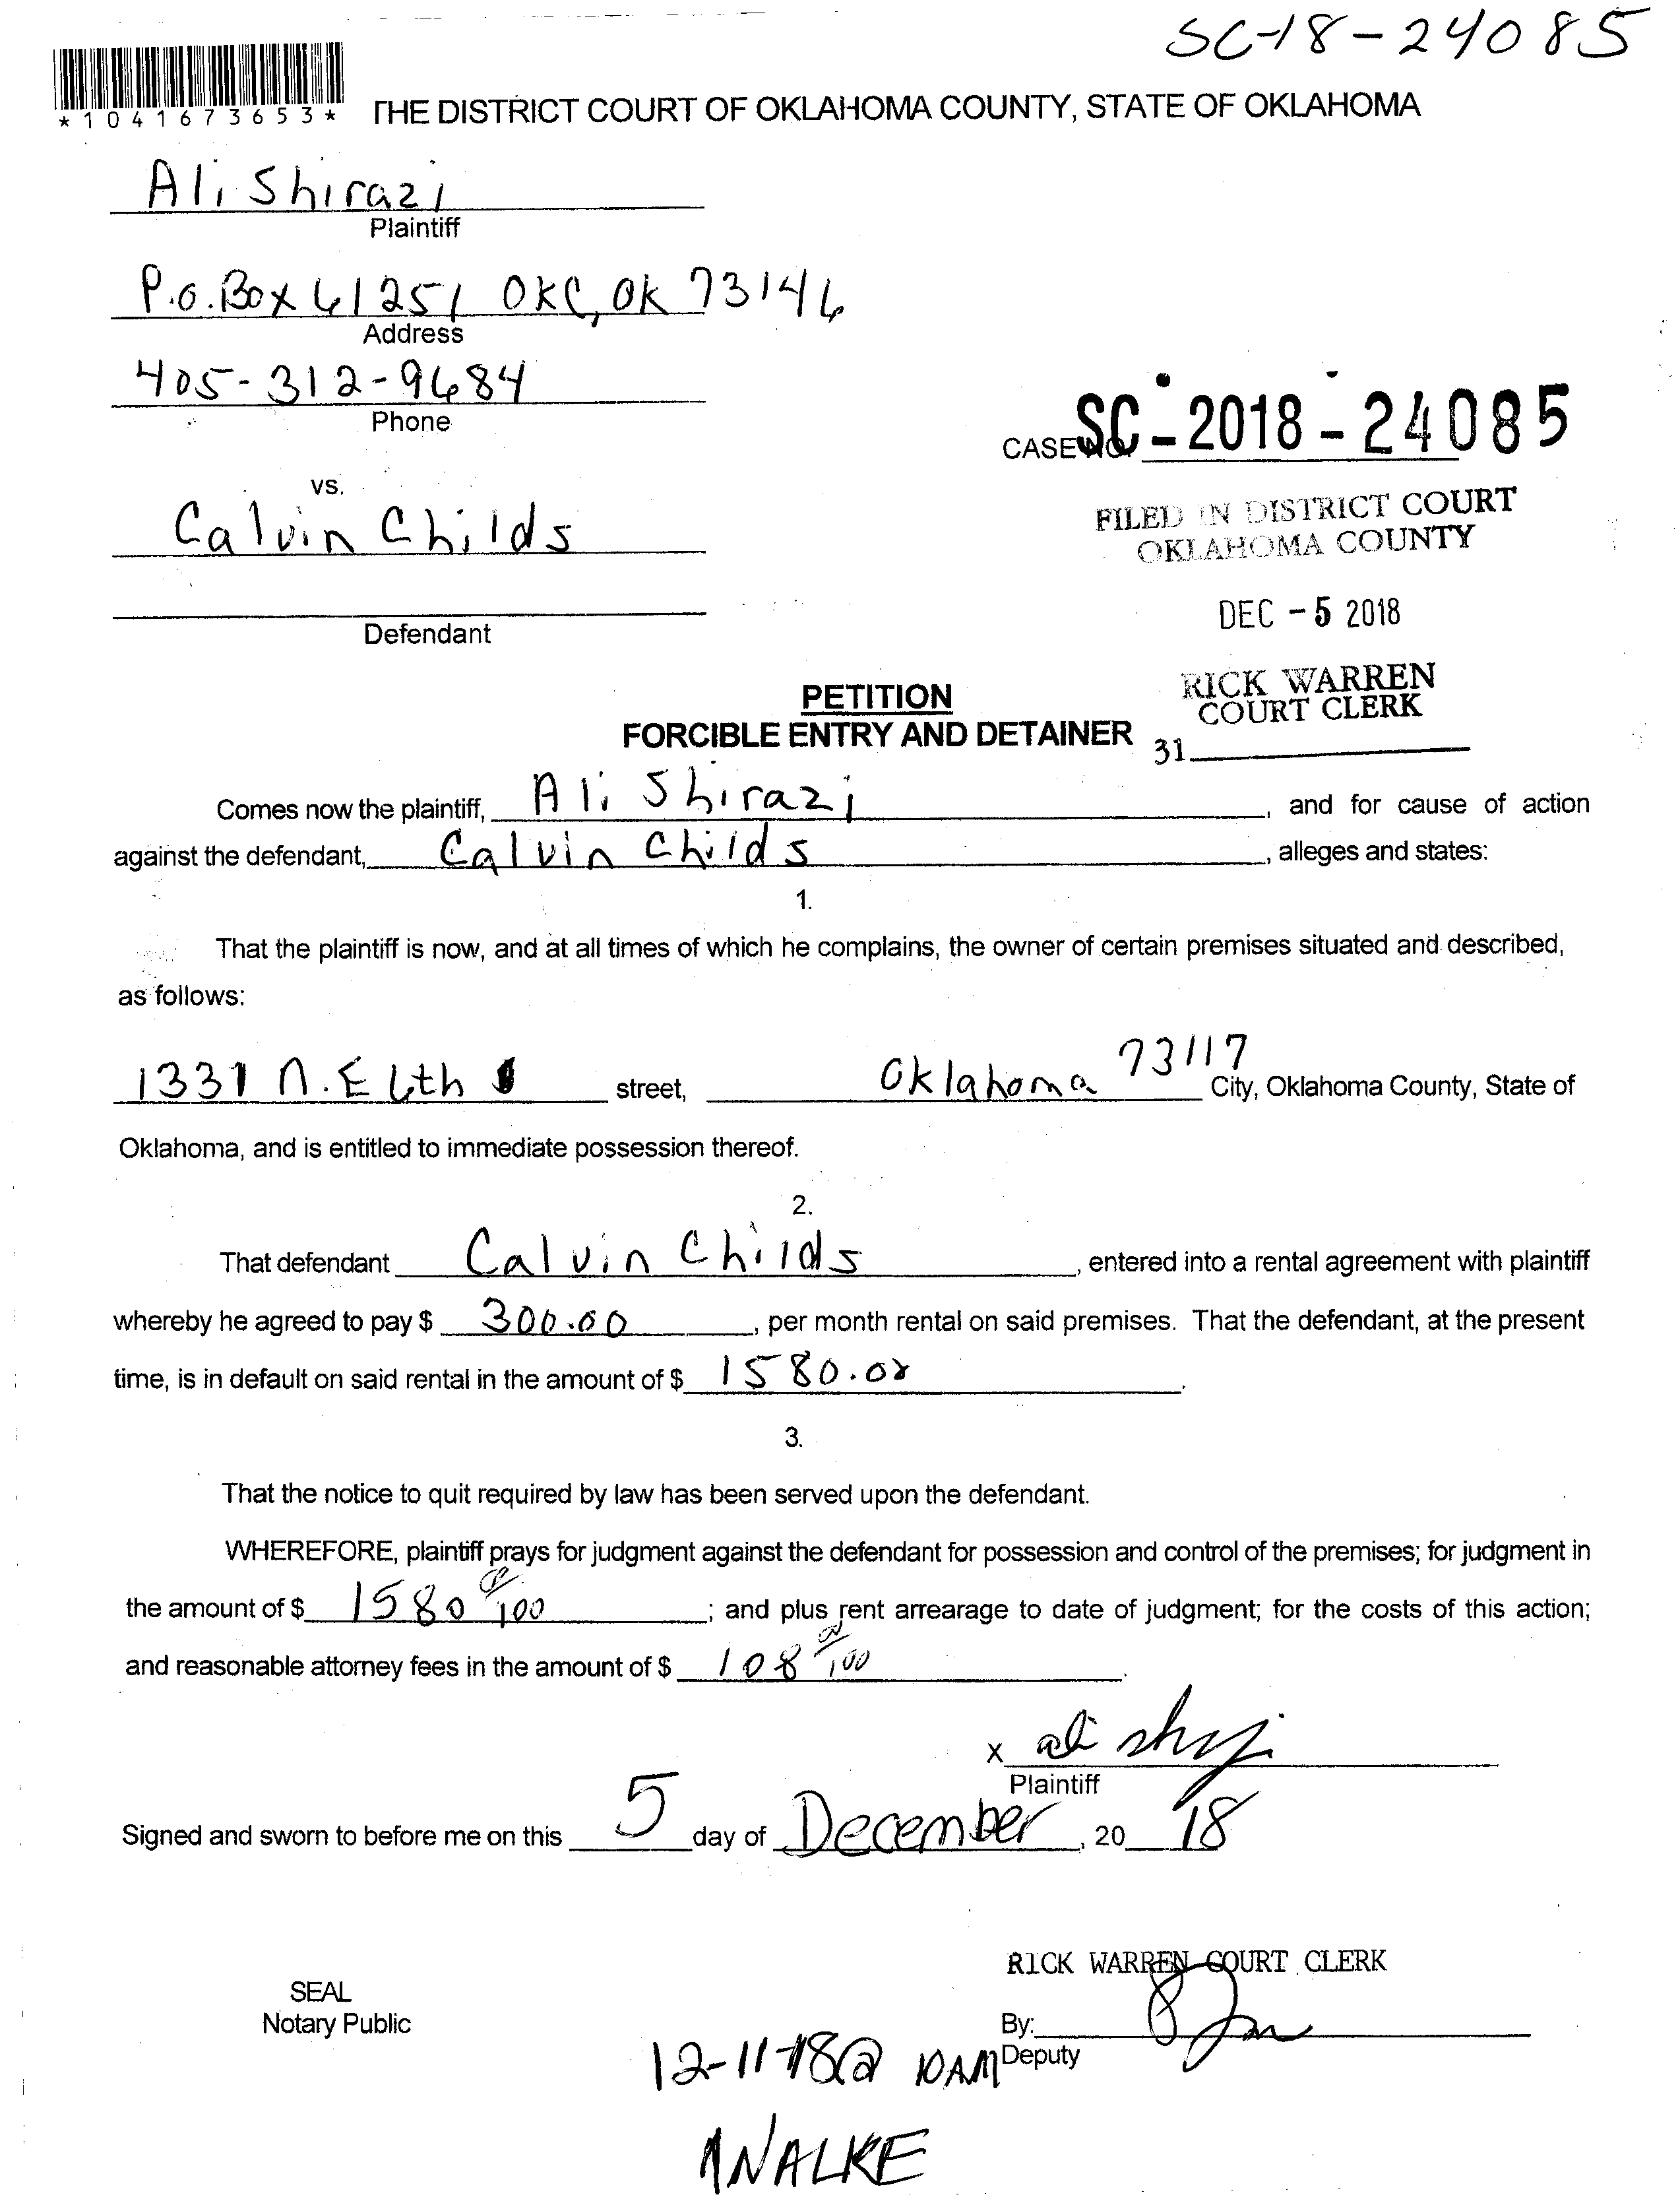 SC-18-24085
*1041673653*
THE DISTRICT COURT OF OKLAHOMA COUNTY, STATE OF OKLAHOMA
Ali Shirazi
Plaintiff
P.O. Box 61251 OKC, OK 73146
Address
405-312-9684
Phone
CASE NO. SC-2018-24085
vs.
Calvin Childs
FILED IN DISTRICT COURT
OKLAHOMA COUNTY
DEC -5 2018
Defendant
RICK WARREN
COURT CLERK
31
PETITION
FORCIBLE ENTRY AND DETAINER
Comes now the plaintiff, Ali Shirazi, and for cause of action
against the defendant, Calvin Childs, alleges and states:
1.
That the plaintiff is now, and at all times of which he complains, the owner of certain premises situated and described,
as follows:
1331 N.E 6th street, Oklahoma 73117 City, Oklahoma County, State of
Oklahoma, and is entitled to immediate possession thereof.
2.
That defendant Calvin Childs, entered into a rental agreement with plaintiff
whereby he agreed to pay $ 300.00, per month rental on said premises. That the defendant, at the present
time, is in default on said rental in the amount of $ 1580.00.
3.
That the notice to quit required by law has been served upon the defendant.
WHEREFORE, plaintiff prays for judgment against the defendant for possession and control of the premises; for judgment in
the amount of $ 1580 00/100; and plus rent arrearage to date of judgment; for the costs of this action;
and reasonable attorney fees in the amount of $ 108 00/100.
x ali
Plaintiff
Signed and sworn to before me on this 5 day of December, 2018
RICK WARREN COURT CLERK
SEAL
Notary Public
By:
Deputy
12-11-18@ 10AM